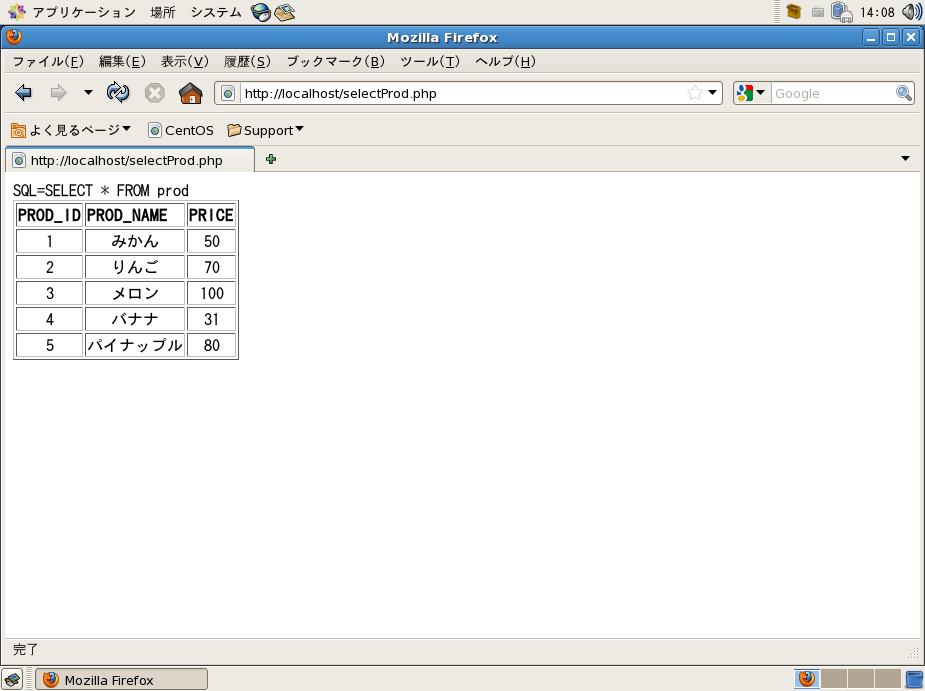 アプリケーション 場所 システム 14:08
Mozilla Firefox
ファイル(F) 編集(E) 表示(V) 履歴(S) ブックマーク(B) ツール(T) ヘルプ(H)
http://localhost/selectProd.php Google
よく見るページ CentOS Support
http://localhost/selectProd.php
SQL=SELECT * FROM prod
PROD_ID PROD_NAME PRICE
1 みかん 50
2 りんご 70
3 メロン 100
4 バナナ 31
5 パイナップル 80
完了
Mozilla Firefox